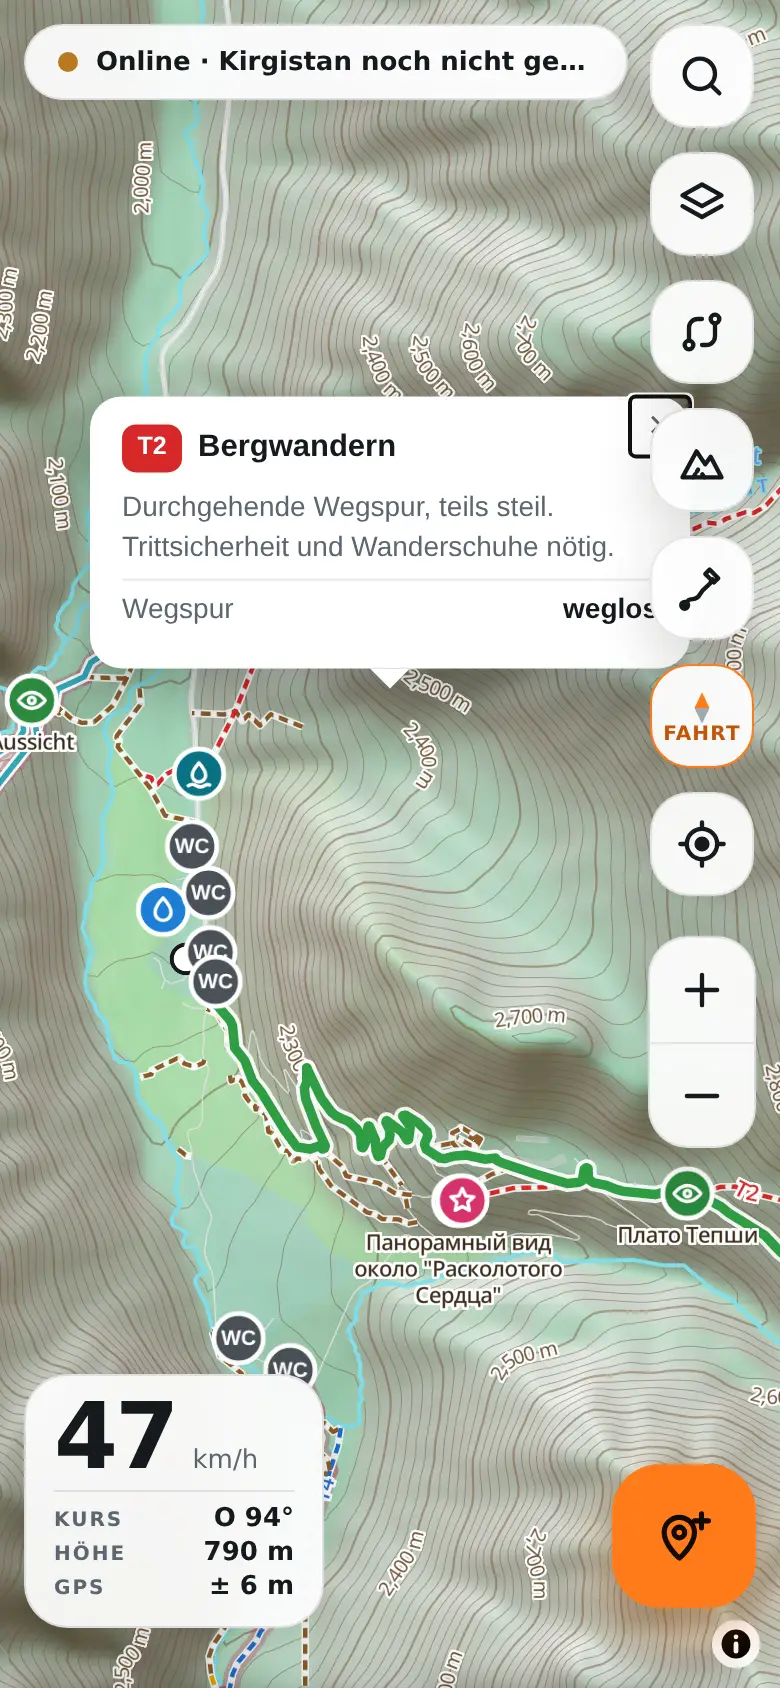 Online · Kirgistan noch nicht ge…
2,000 m
2,300 m
2,200 m
2,400 m
2,500 m
2,600 m
2,700 m
2,100 m
T2 Bergwandern
Durchgehende Wegspur, teils steil.
Trittsicherheit und Wanderschuhe nötig.
Wegspur weglos
2,500 m
2,400 m
FAHRT
Aussicht
WC
WC
WC
WC
2,700 m
T2
Плато Тепши
Панорамный вид
около "Расколотого
Сердца"
WC
WC
2,500 m
47 km/h
KURS O 94°
HÖHE 790 m
GPS ± 6 m
2,400 m
2,700 m
2,500 m